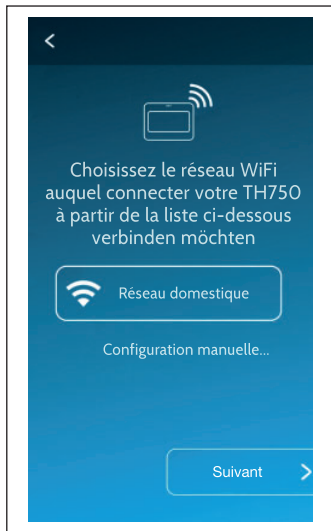 Choisissez le réseau WiFi
auquel connecter votre TH750
à partir de la liste ci-dessous
verbinden möchten
Réseau domestique
Configuration manuelle...
Suivant